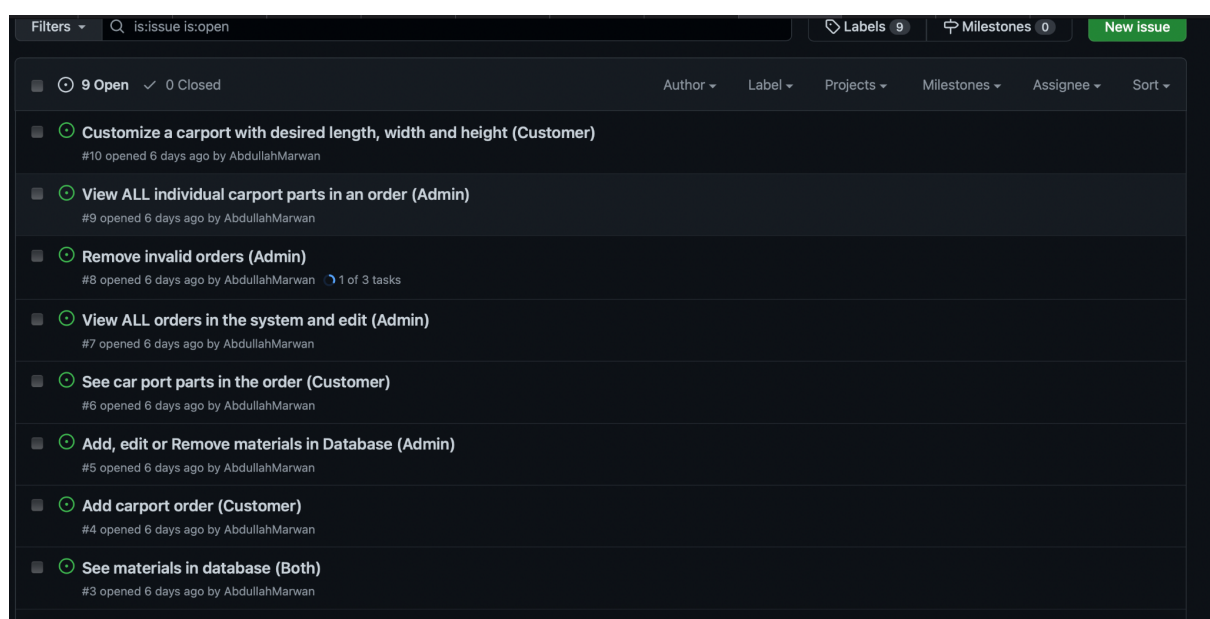 Filters is:issue is:open Labels 9 Milestones 0 New issue
9 Open 0 Closed Author Label Projects Milestones Assignee Sort
Customize a carport with desired length, width and height (Customer)
#10 opened 6 days ago by AbdullahMarwan
View ALL individual carport parts in an order (Admin)
#9 opened 6 days ago by AbdullahMarwan
Remove invalid orders (Admin)
#8 opened 6 days ago by AbdullahMarwan 1 of 3 tasks
View ALL orders in the system and edit (Admin)
#7 opened 6 days ago by AbdullahMarwan
See car port parts in the order (Customer)
#6 opened 6 days ago by AbdullahMarwan
Add, edit or Remove materials in Database (Admin)
#5 opened 6 days ago by AbdullahMarwan
Add carport order (Customer)
#4 opened 6 days ago by AbdullahMarwan
See materials in database (Both)
#3 opened 6 days ago by AbdullahMarwan